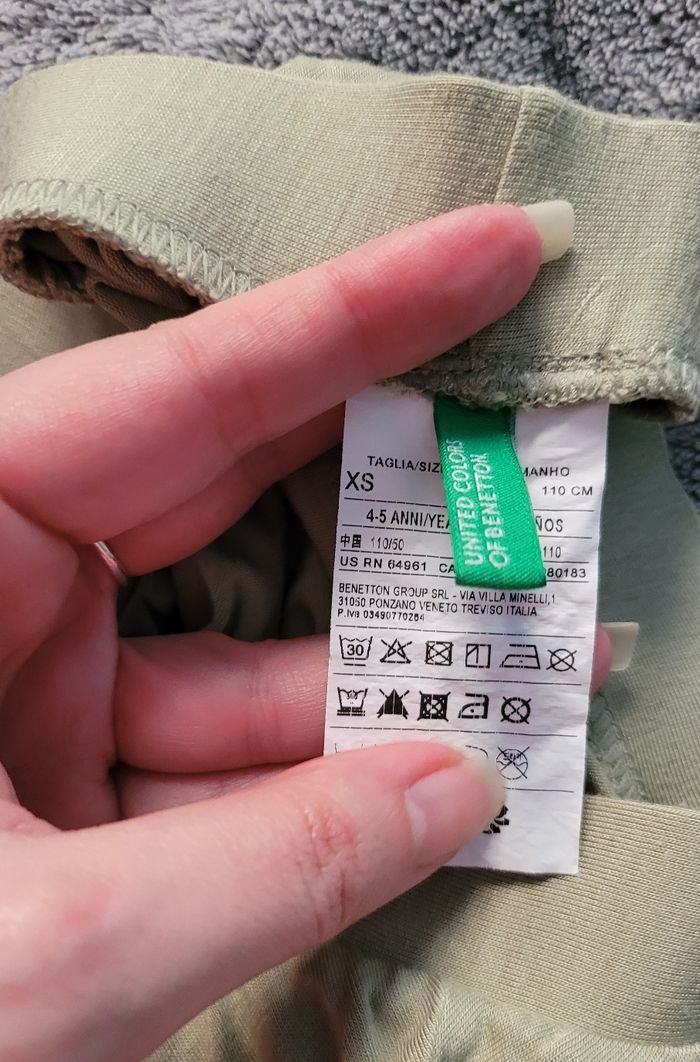 TAGLIA/SIZ MANHO
XS 110 CM
4-5 ANNI/YEA ÑOS
中国 110/50 110
US RN 64961 CA 80183
BENETTON GROUP SRL - VIA VILLA MINELLI,1
31050 PONZANO VENETO TREVISO ITALIA
P.Iva 03490770264
UNITED COLORS
OF BENETTON
30